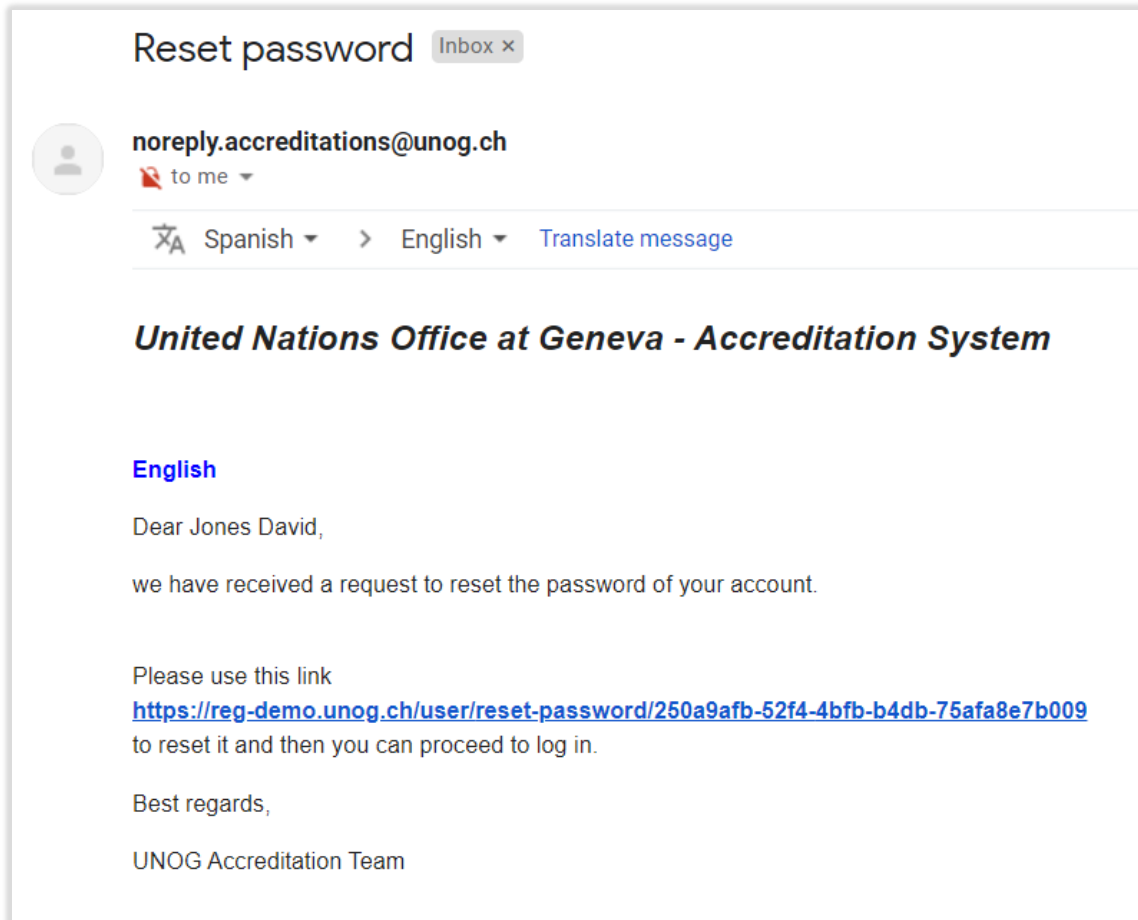 Reset password Inbox ×
noreply.accreditations@unog.ch
to me
Spanish > English Translate message
United Nations Office at Geneva - Accreditation System
English
Dear Jones David,
we have received a request to reset the password of your account.
Please use this link
https://reg-demo.unog.ch/user/reset-password/250a9afb-52f4-4bfb-b4db-75afa8e7b009
to reset it and then you can proceed to log in.
Best regards,
UNOG Accreditation Team